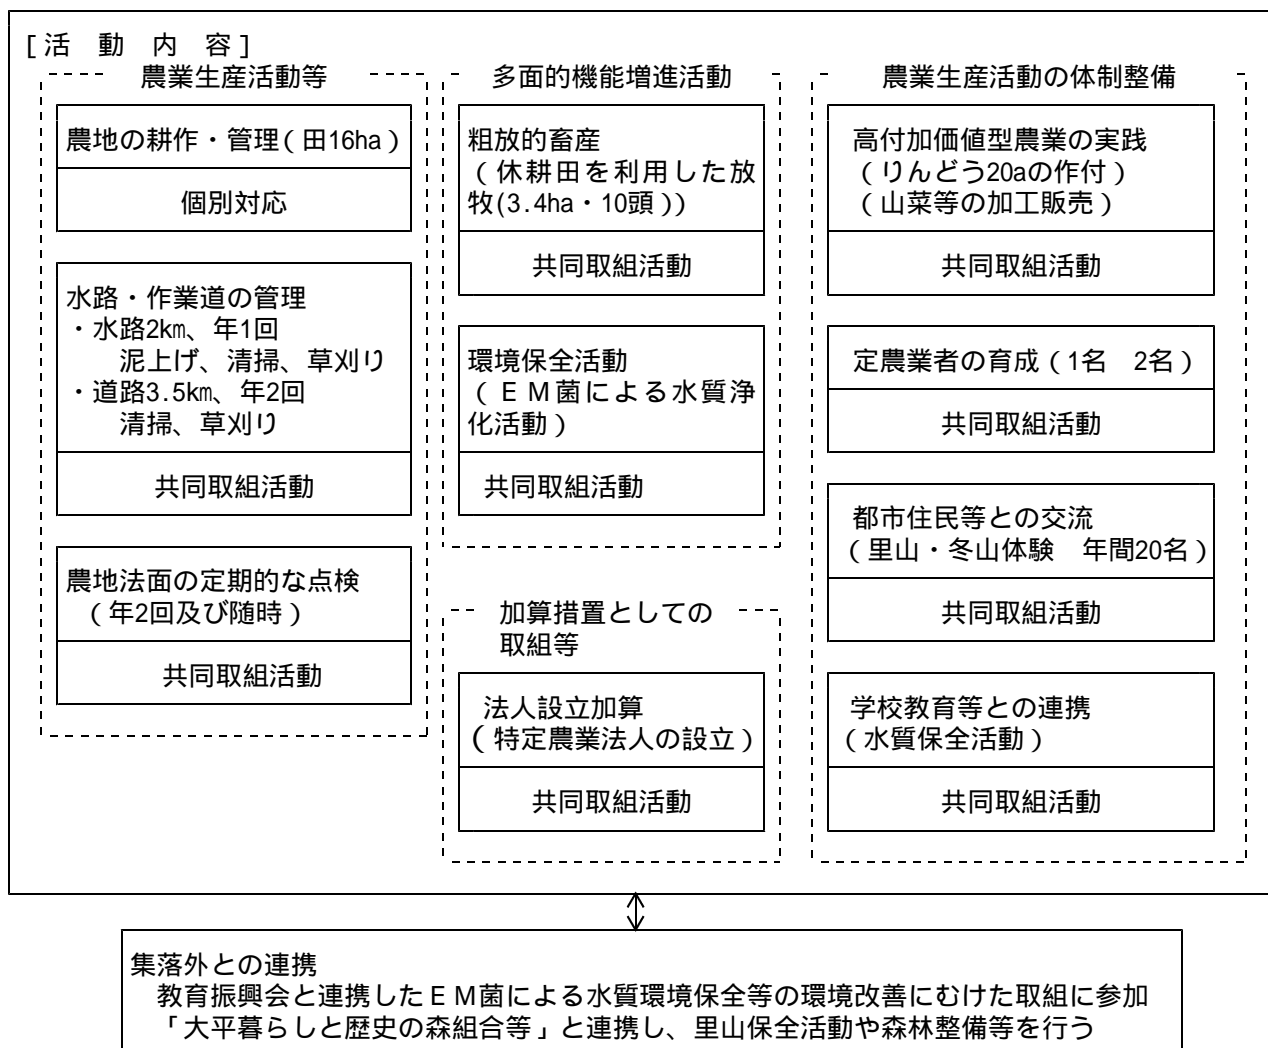 [活 動 内 容]
農業生産活動等
農地の耕作・管理（田16ha）
個別対応
水路・作業道の管理
・水路2km、年1回
泥上げ、清掃、草刈り
・道路3.5km、年2回
清掃、草刈り
共同取組活動
農地法面の定期的な点検
（年2回及び随時）
共同取組活動
多面的機能増進活動
粗放的畜産
（休耕田を利用した放
牧(3.4ha・10頭））
共同取組活動
環境保全活動
（ＥＭ菌による水質浄
化活動）
共同取組活動
加算措置としての
取組等
法人設立加算
（特定農業法人の設立）
共同取組活動
農業生産活動の体制整備
高付加価値型農業の実践
（りんどう20aの作付）
（山菜等の加工販売）
共同取組活動
定農業者の育成（1名　2名）
共同取組活動
都市住民等との交流
（里山・冬山体験　年間20名）
共同取組活動
学校教育等との連携
（水質保全活動）
共同取組活動
集落外との連携
教育振興会と連携したＥＭ菌による水質環境保全等の環境改善にむけた取組に参加
「大平暮らしと歴史の森組合等」と連携し、里山保全活動や森林整備等を行う